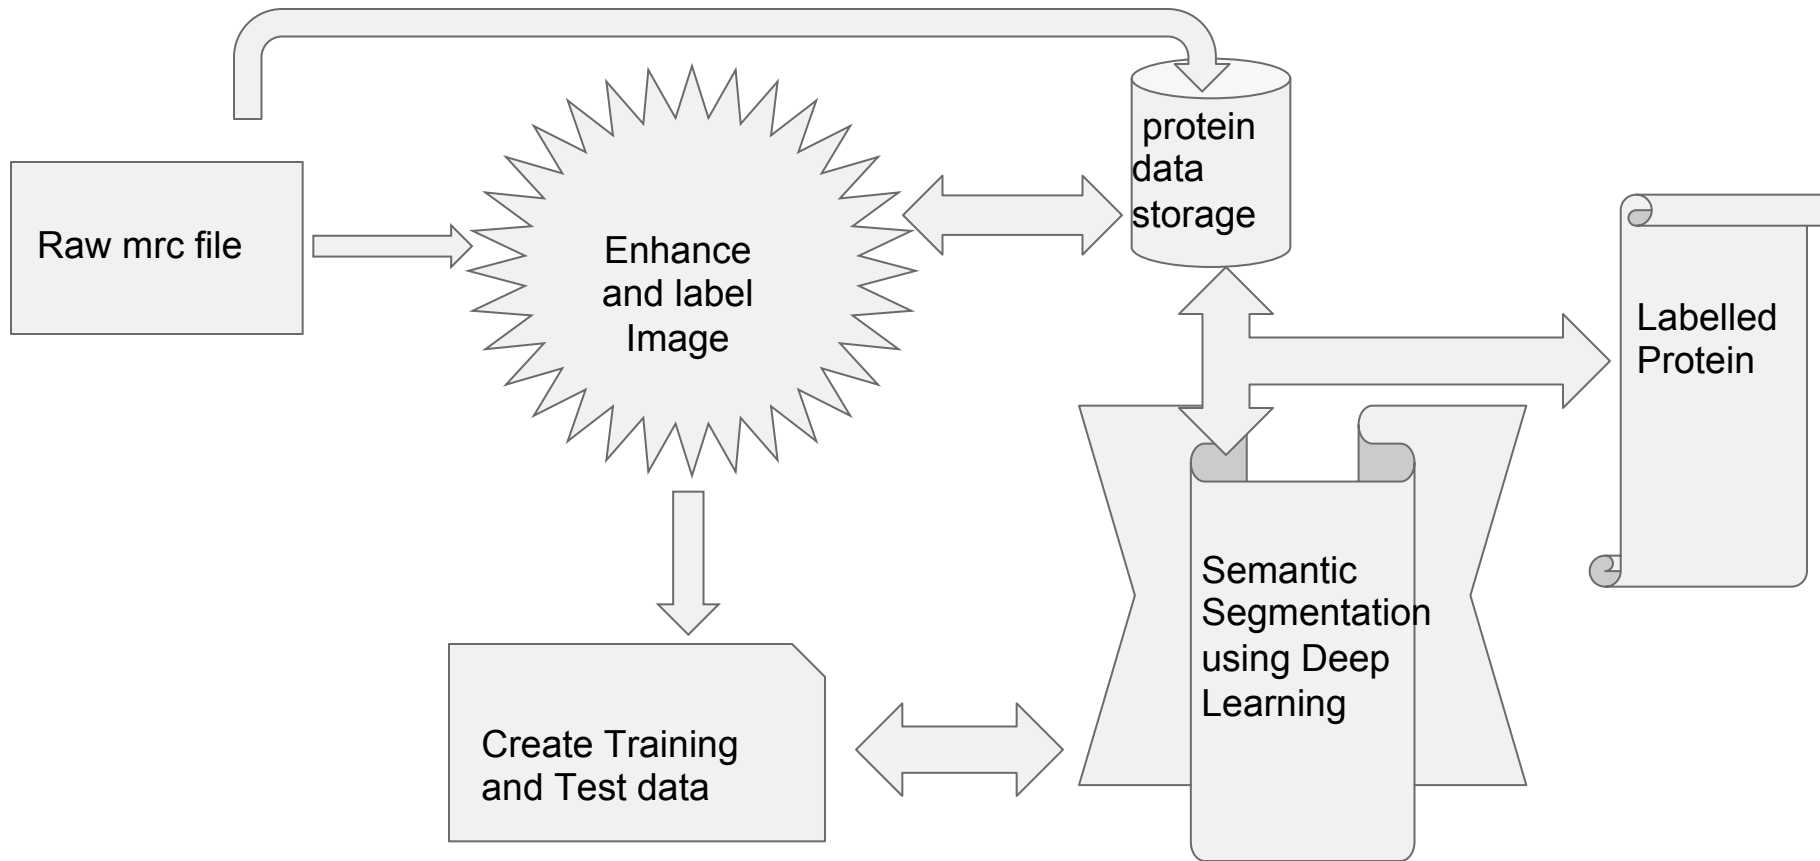 Raw mrc file
Enhance
and label
Image
protein
data
storage
Labelled
Protein
Semantic
Segmentation
using Deep
Learning
Create Training
and Test data